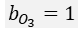 b_{O_3} = 1